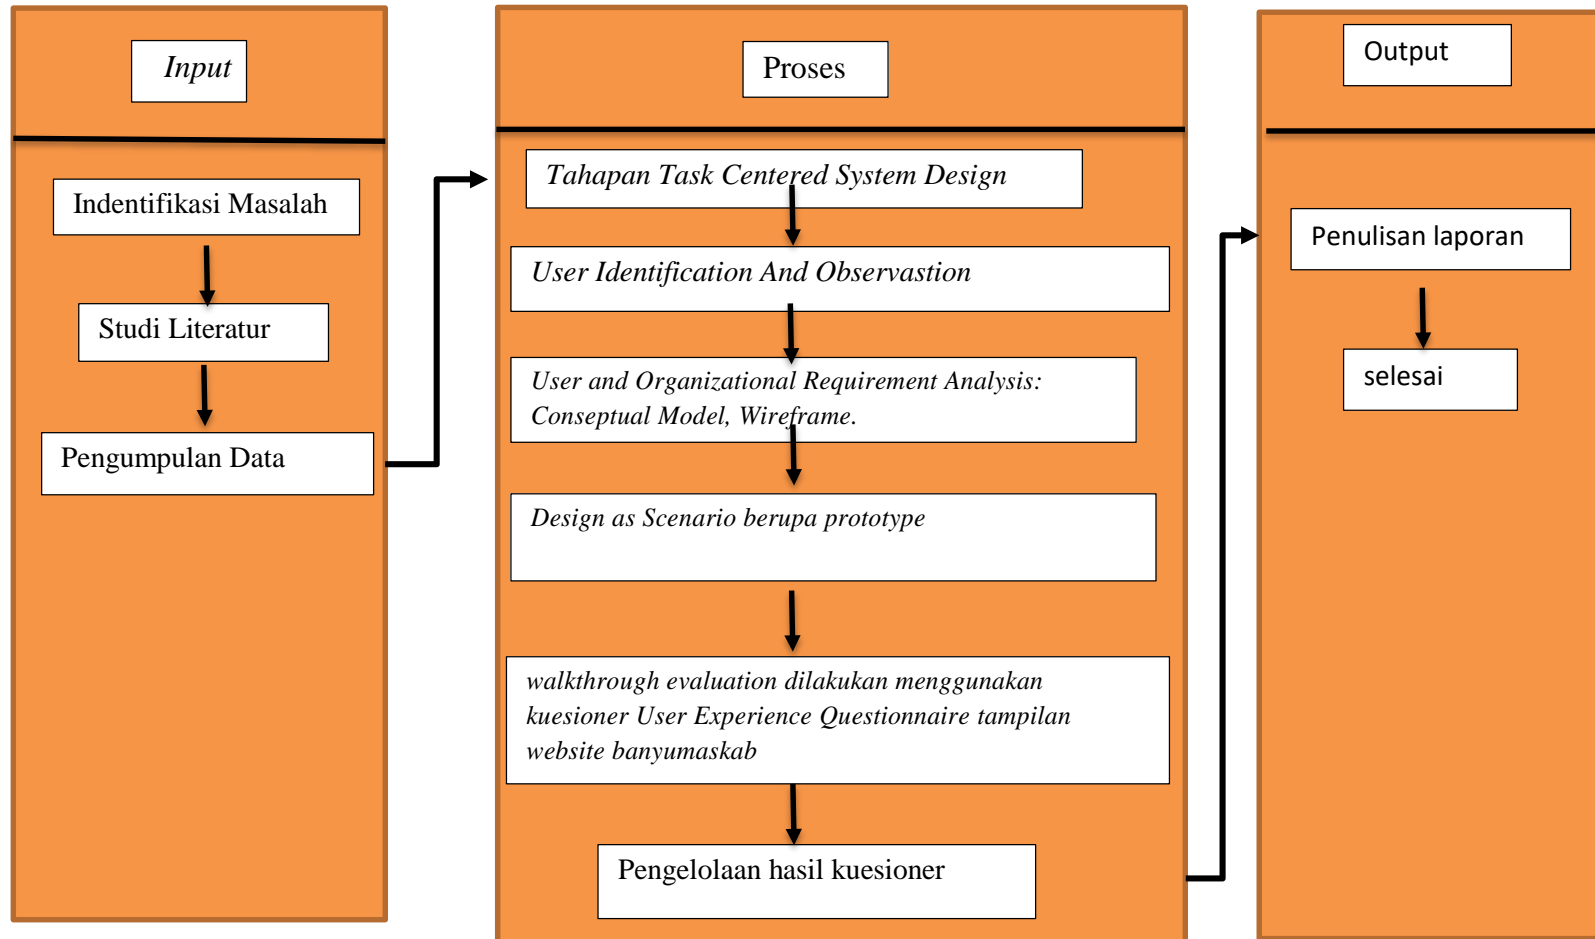 Input
Indentifikasi Masalah
Studi Literatur
Pengumpulan Data
Proses
Tahapan Task Centered System Design
User Identification And Observastion
User and Organizational Requirement Analysis:
Conseptual Model, Wireframe.
Design as Scenario berupa prototype
walkthrough evaluation dilakukan menggunakan
kuesioner User Experience Questionnaire tampilan
website banyumaskab
Pengelolaan hasil kuesioner
Output
Penulisan laporan
selesai